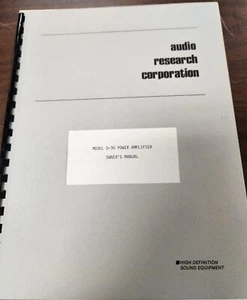 audio
research
corporation
MODEL D-90 POWER AMPLIFIER
OWNER'S MANUAL
HIGH DEFINITION
SOUND EQUIPMENT